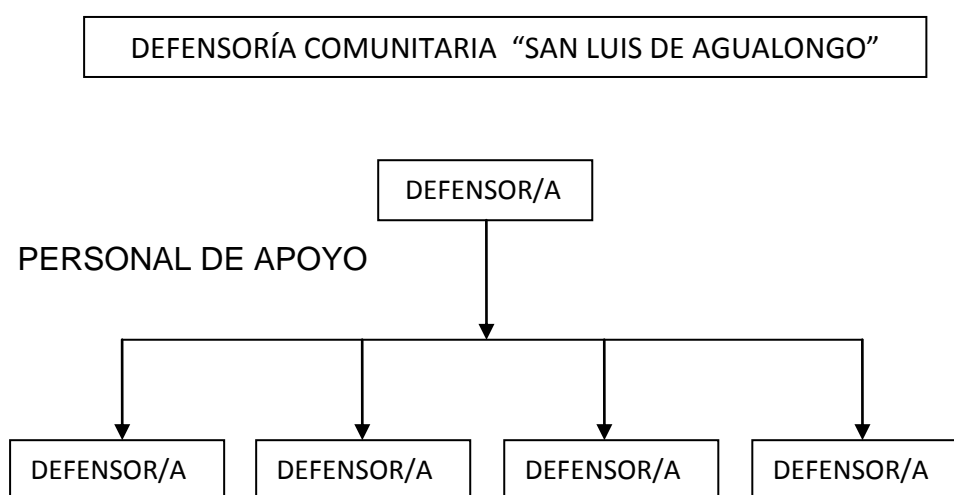 DEFENSORÍA COMUNITARIA “SAN LUIS DE AGUALONGO”
DEFENSOR/A
PERSONAL DE APOYO
DEFENSOR/A
DEFENSOR/A
DEFENSOR/A
DEFENSOR/A